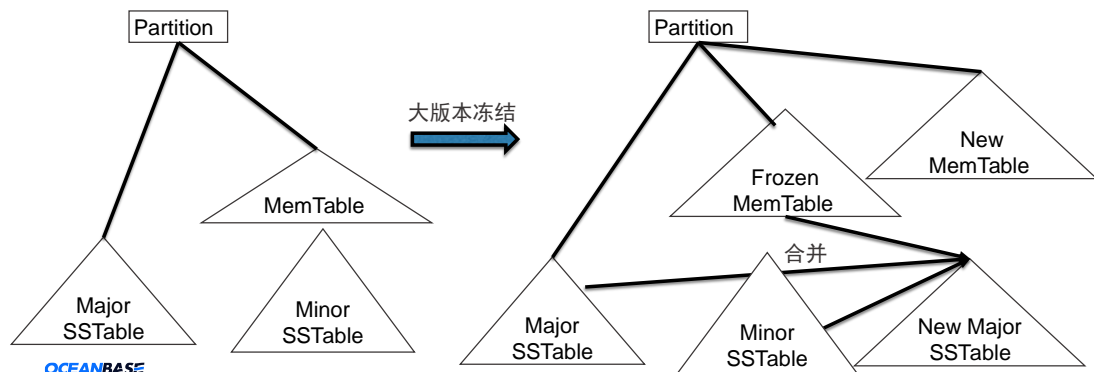 Partition
MemTable
Major
SSTable
Minor
SSTable
OCEANBASE
大版本冻结
Partition
New
MemTable
Frozen
MemTable
合并
Major
SSTable
Minor
SSTable
New Major
SSTable